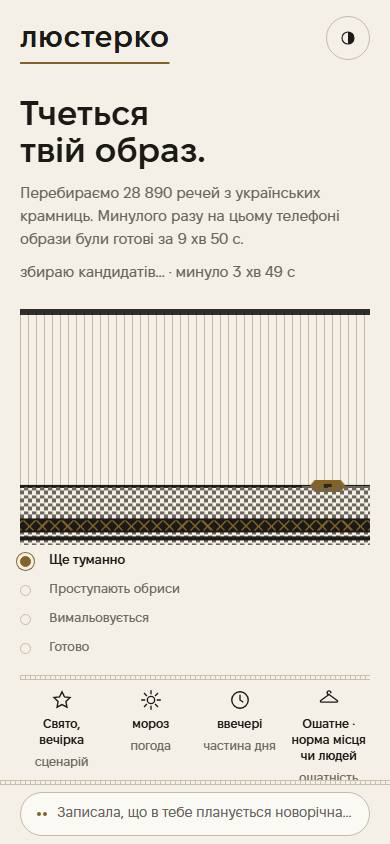 люстерко
Тчеться
твій образ.
Перебираємо 28 890 речей з українських
крамниць. Минулого разу на цьому телефоні
образи були готові за 9 хв 50 с.
збираю кандидатів... · минуло 3 хв 49 с
Ще туманно
Проступають обриси
Вимальовується
Готово
Свято,
вечірка
сценарій
мороз
погода
ввечері
частина дня
Ошатне ·
норма місця
чи людей
ошатність
Записала, що в тебе планується новорічна...